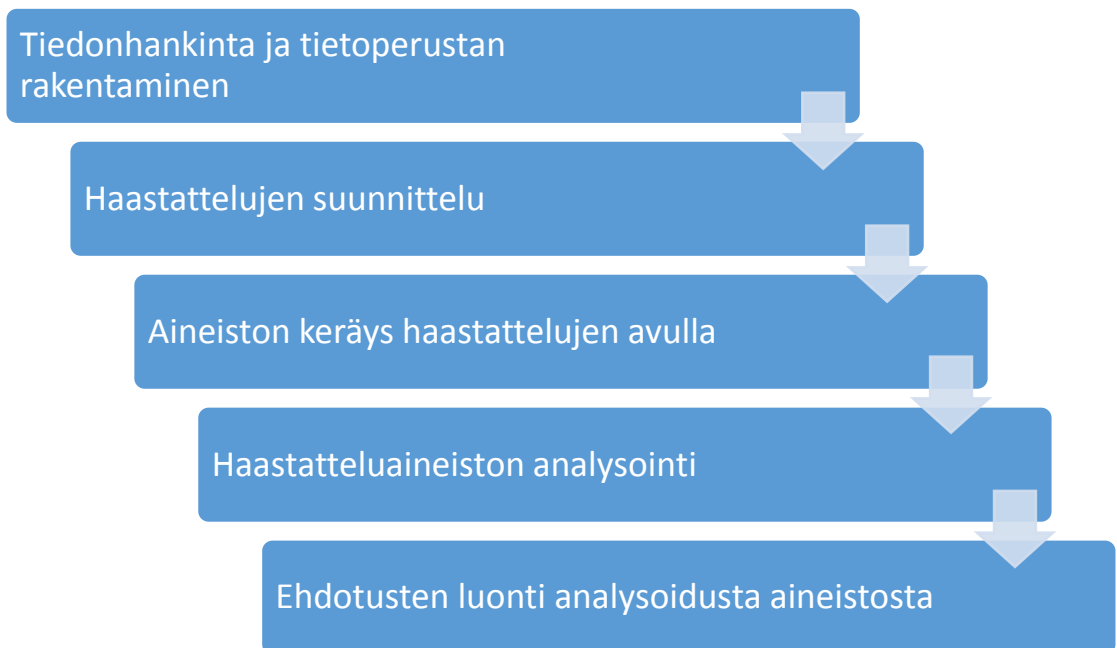 Tiedonhankinta ja tietoperustan
rakentaminen
Haastattelujen suunnittelu
Aineiston keräys haastattelujen avulla
Haastatteluaineiston analysointi
Ehdotusten luonti analysoidusta aineistosta